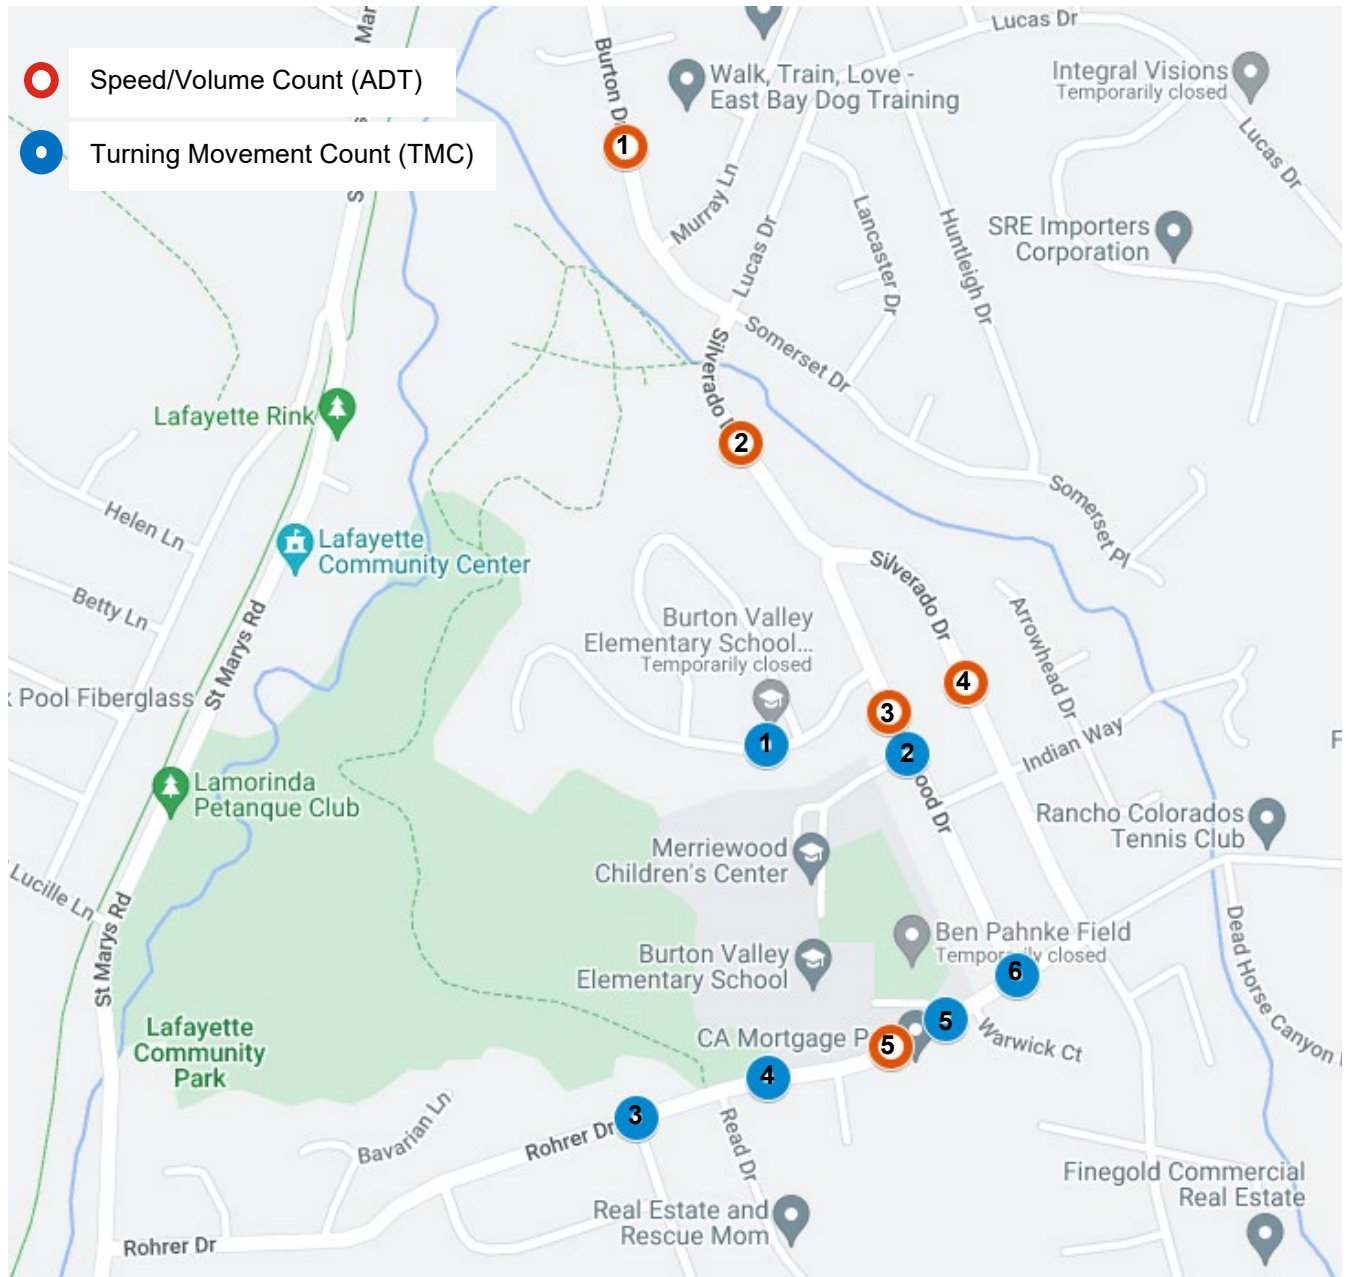 Speed/Volume Count (ADT)
Turning Movement Count (TMC)
Mar
S
S
Burton D
Lucas Dr
Walk, Train, Love -
East Bay Dog Training
Integral Visions
Temporarily closed
Lucas Dr
1
Murray Ln
Lucas Dr
Lancaster Dr
Huntleigh Dr
SRE Importers
Corporation
Somerset Dr
Silverado
Lafayette Rink
2
Helen Ln
Lafayette
Community Center
Somerset Pl
Silverado Dr
Betty Ln
Arrowhead Dr
St Marys Rd
Burton Valley
Elementary School...
Temporarily closed
Pool Fiberglass
4
3
1
2
Indian Way
F
Lamorinda
Petanque Club
ood Dr
Rancho Colorados
Tennis Club
Merriewood
Children's Center
Lucille Ln
St Marys Rd
Ben Pahnke Field
Temporarily closed
Burton Valley
Elementary School
6
Dead Horse Canyon
5
Lafayette
Community
Park
CA Mortgage P
5
Warwick Ct
4
3
Bavarian Ln
Rohrer Dr
Read Dr
Finegold Commercial
Real Estate
Real Estate and
Rescue Mom
Rohrer Dr